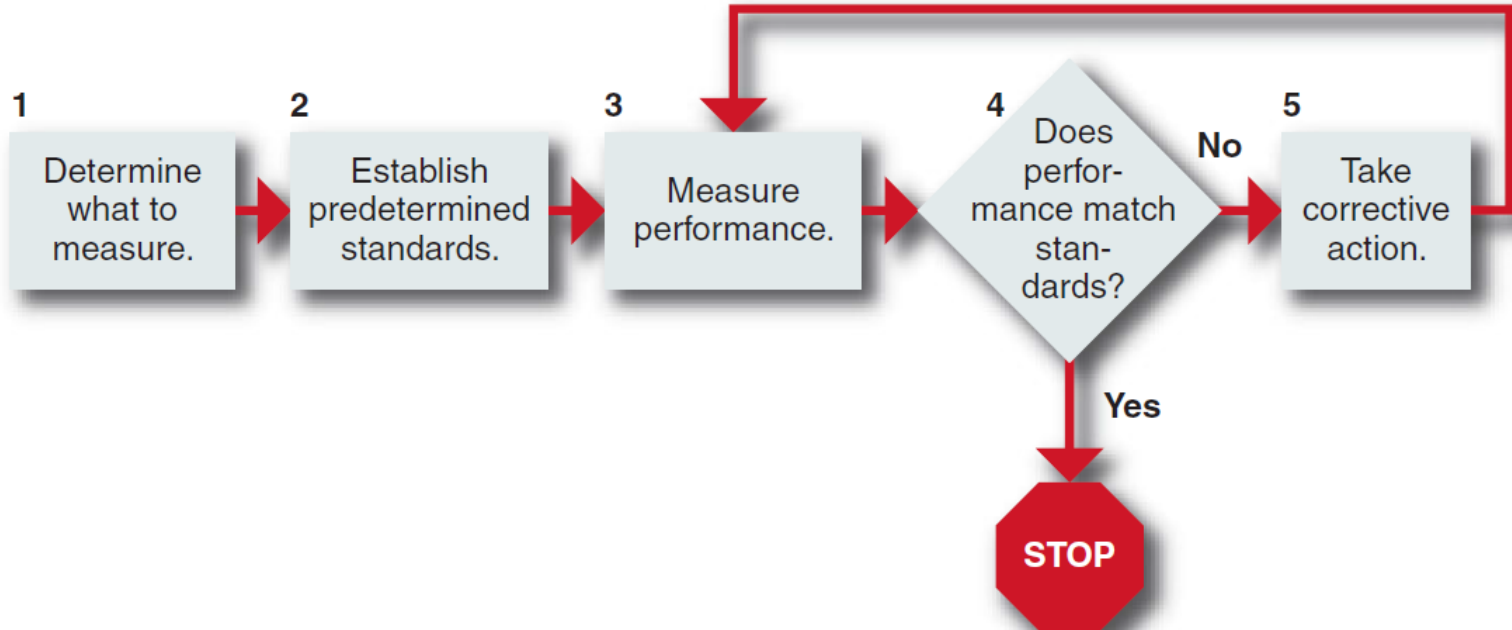 1
Determine
what to
measure.
2
Establish
predetermined
standards.
3
Measure
performance.
4
Does
perfor-
mance match
stan-
dards?
No
5
Take
corrective
action.
Yes
STOP